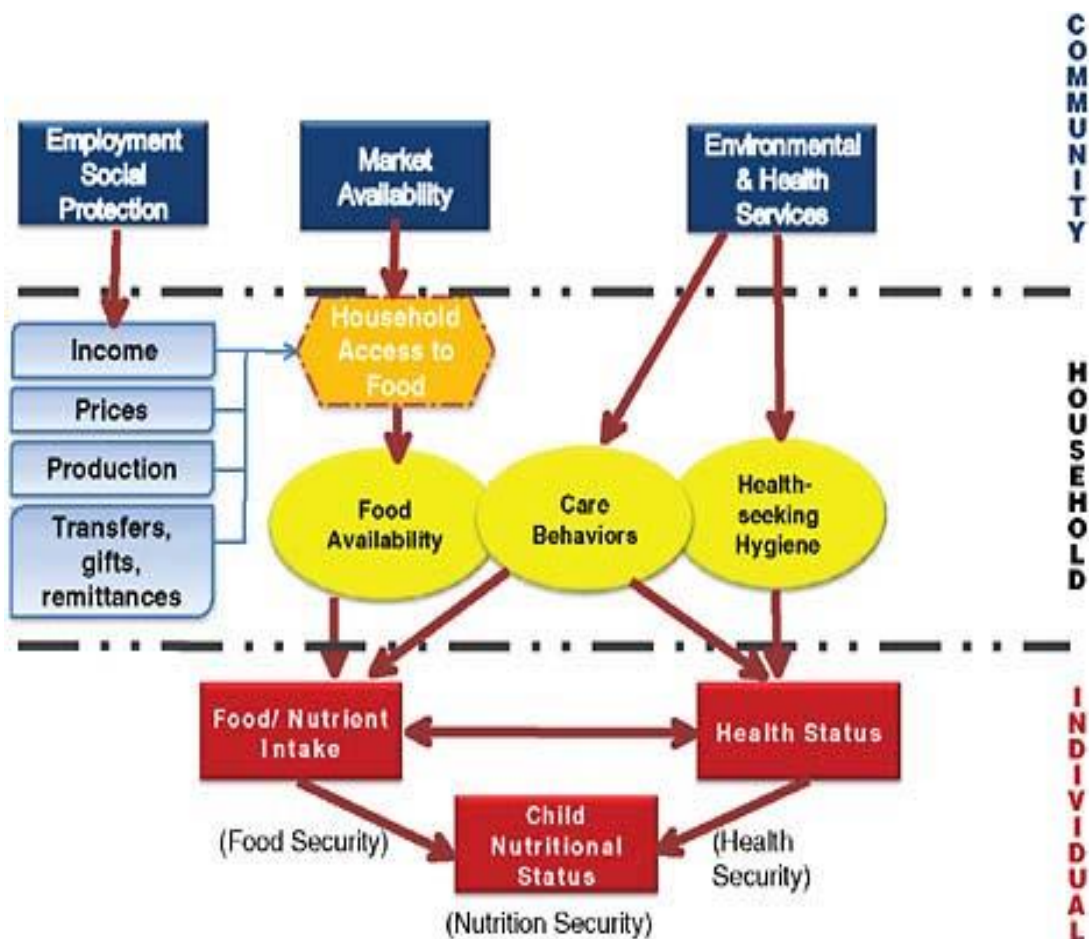 COMMUNITY
Employment
Social
Protection
Market
Availability
Environmental
& Health
Services
HOUSEHOLD
Income
Prices
Production
Transfers,
gifts,
remittances
Household
Access to
Food
Food
Availability
Care
Behaviors
Health-
seeking
Hygiene
INDIVIDUAL
Food/ Nutrient
Intake
Health Status
(Food Security)
Child
Nutritional
Status
(Health
Security)
(Nutrition Security)